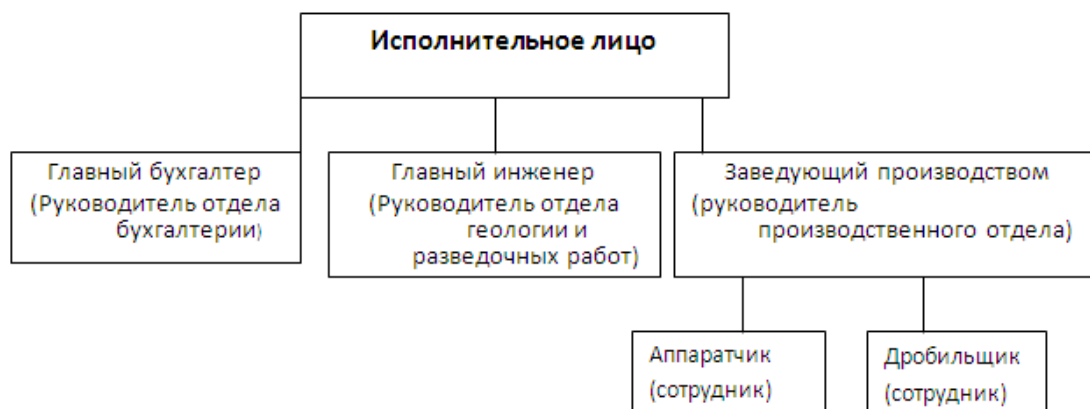 Исполнительное лицо
Главный бухгалтер
(Руководитель отдела
бухгалтерии)
Главный инженер
(Руководитель отдела
геологии и
разведочных работ)
Заведующий производством
(руководитель
производственного отдела)
Аппаратчик
(сотрудник)
Дробильщик
(сотрудник)